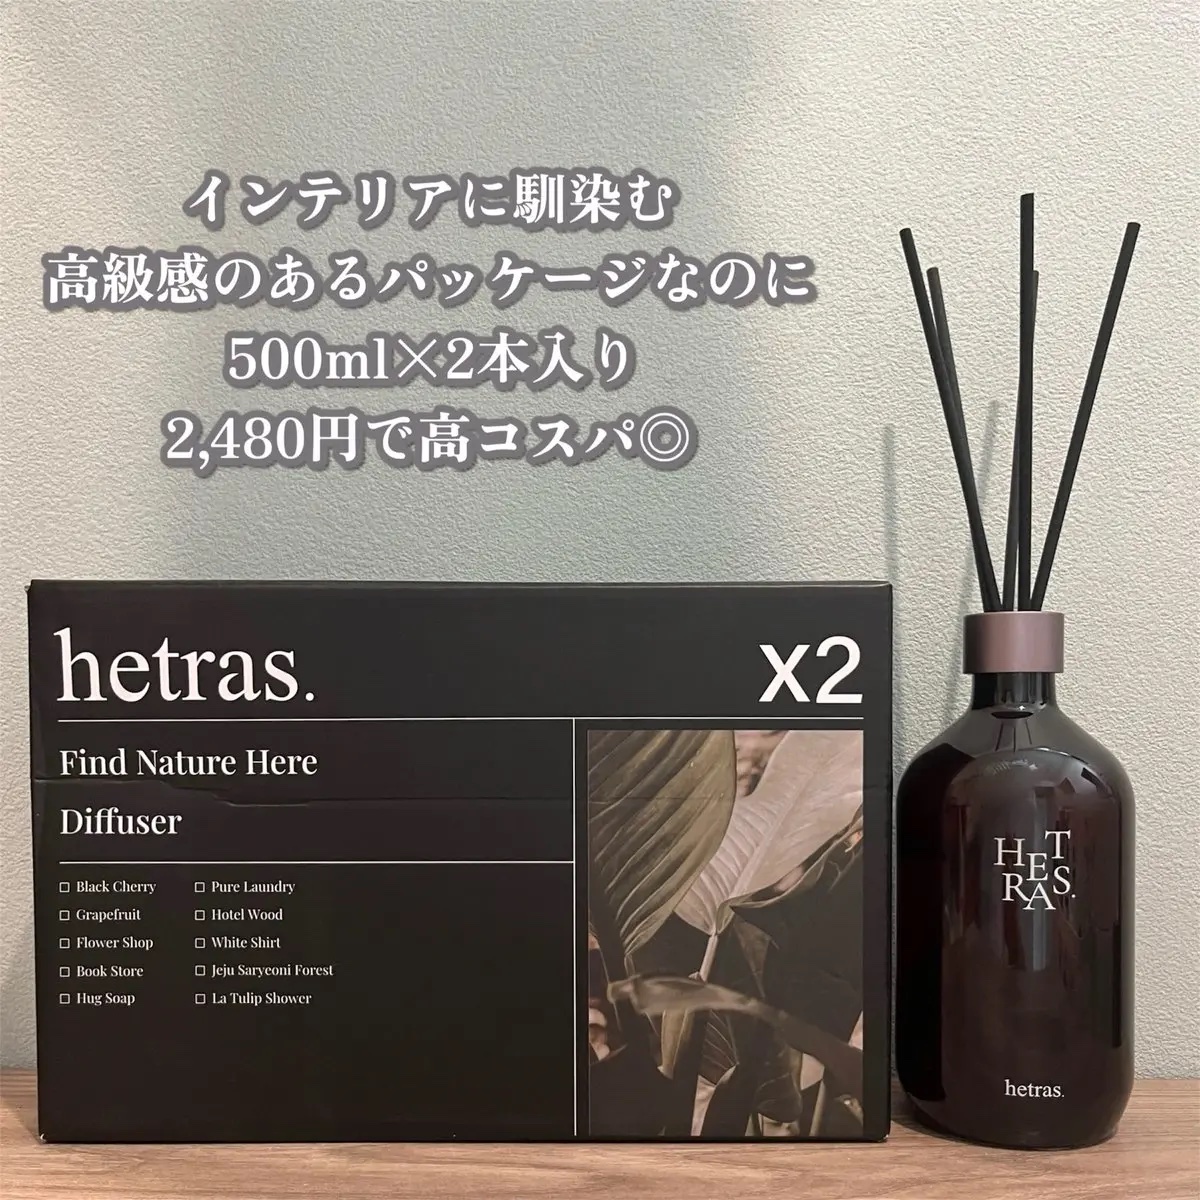 インテリアに馴染む
高級感のあるパッケージなのに
500ml×2本入り
2,480円で高コスパ◎
hetras.
x2
Find Nature Here
Diffuser
Black Cherry
Grapefruit
Flower Shop
Book Store
Hug Soap
Pure Laundry
Hotel Wood
White Shirt
Jeju Saryeoni Forest
La Tulip Shower
HET
RAS.
hetras.